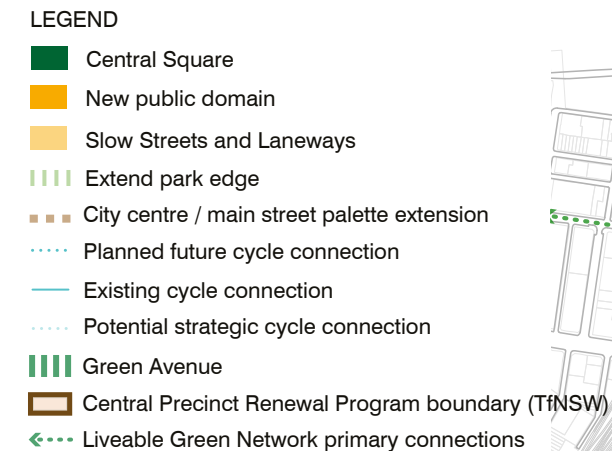 LEGEND
Central Square
New public domain
Slow Streets and Laneways
Extend park edge
City centre / main street palette extension
Planned future cycle connection
Existing cycle connection
Potential strategic cycle connection
Green Avenue
Central Precinct Renewal Program boundary (TfNSW)
Liveable Green Network primary connections